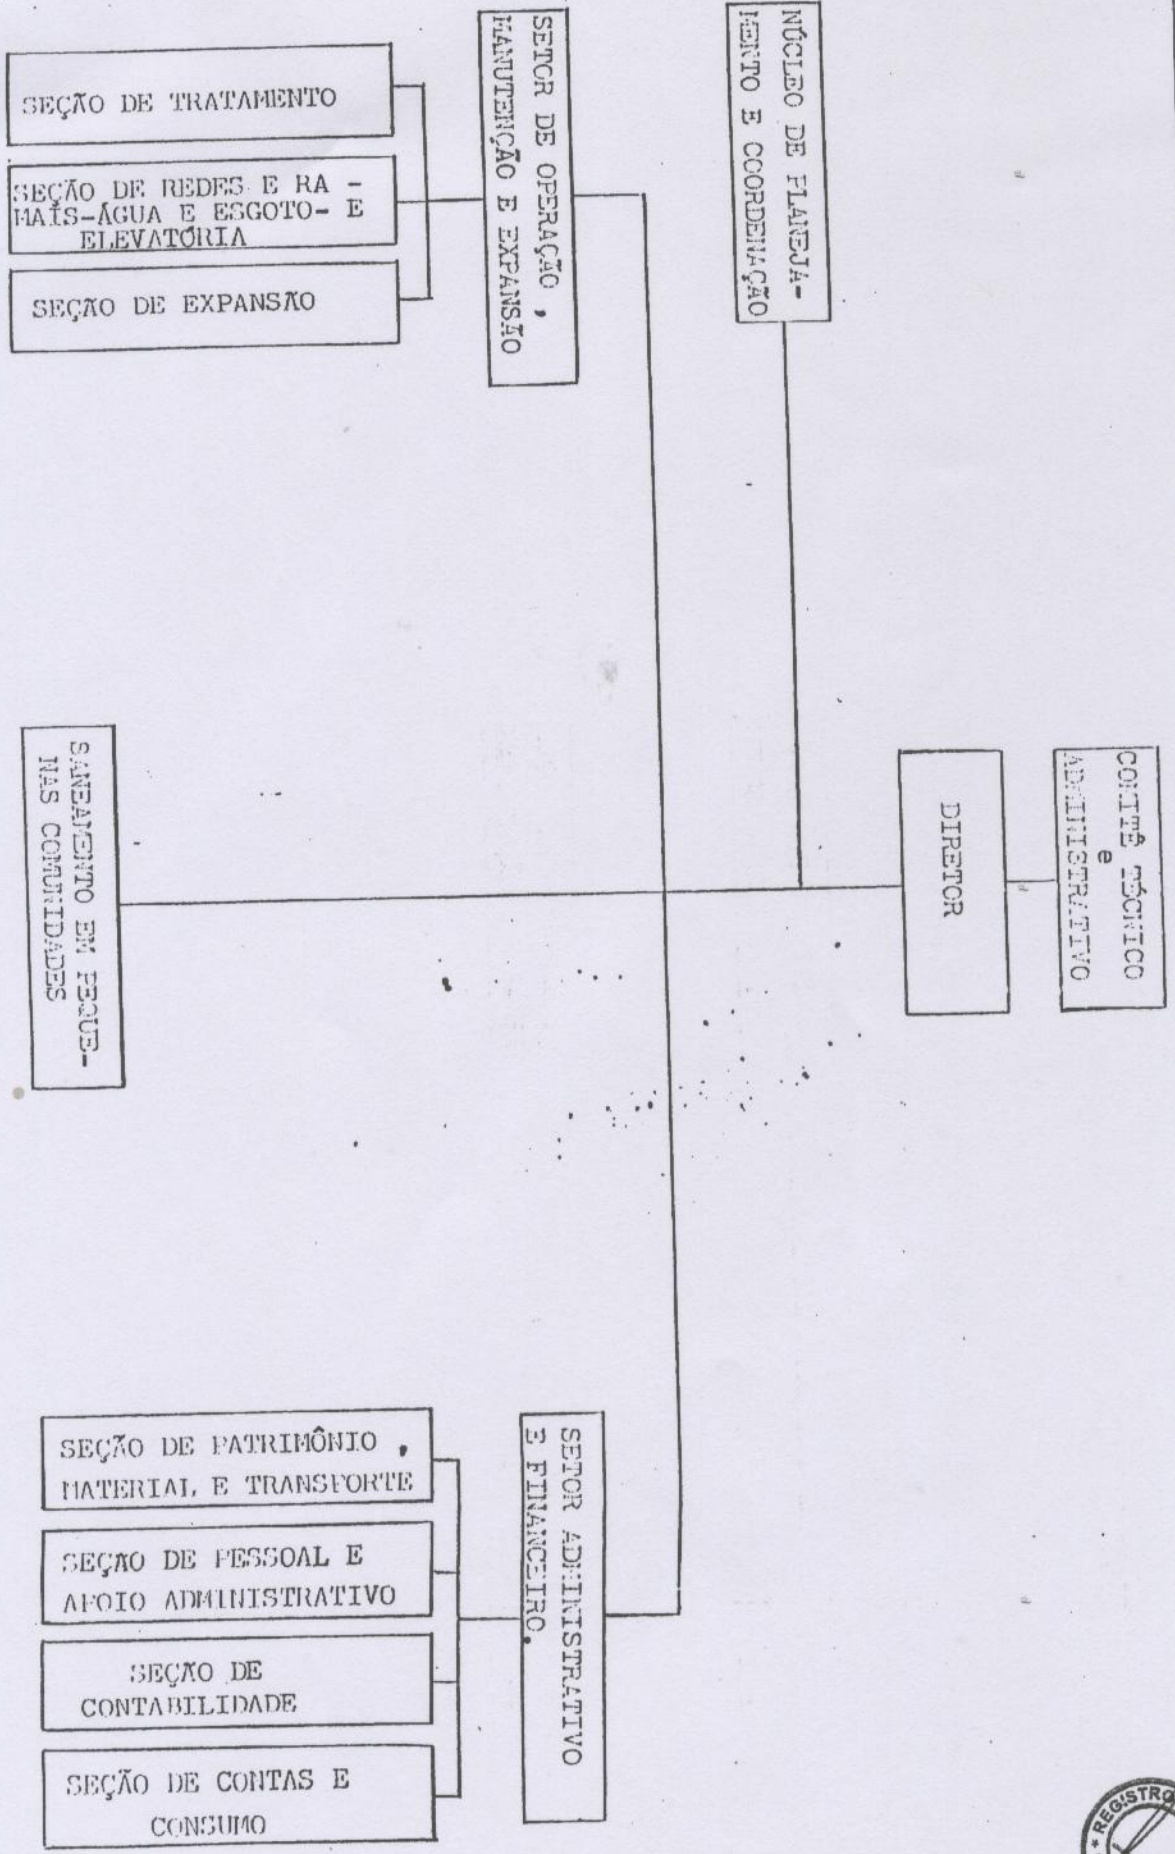 COMITÊ TÉCNICO
e
ADMINISTRATIVO
DIRETOR
NÚCLEO DE PLANEJA-
MENTO E COORDENAÇÃO
SETOR DE OPERAÇÃO ,
MANUTENÇÃO E EXPANSÃO
SEÇÃO DE TRATAMENTO
SEÇÃO DE REDES E RA -
MAIS-ÁGUA E ESGOTO- E
ELEVATÓRIA
SEÇÃO DE EXPANSÃO
SANEAMENTO EM PEQUE-
NAS COMUNIDADES
SETOR ADMINISTRATIVO
E FINANCEIRO.
SEÇÃO DE PATRIMÔNIO ,
MATERIAL E TRANSPORTE
SEÇÃO DE PESSOAL E
APOIO ADMINISTRATIVO
SEÇÃO DE
CONTABILIDADE
SEÇÃO DE CONTAS E
CONSUMO
* REGISTRO